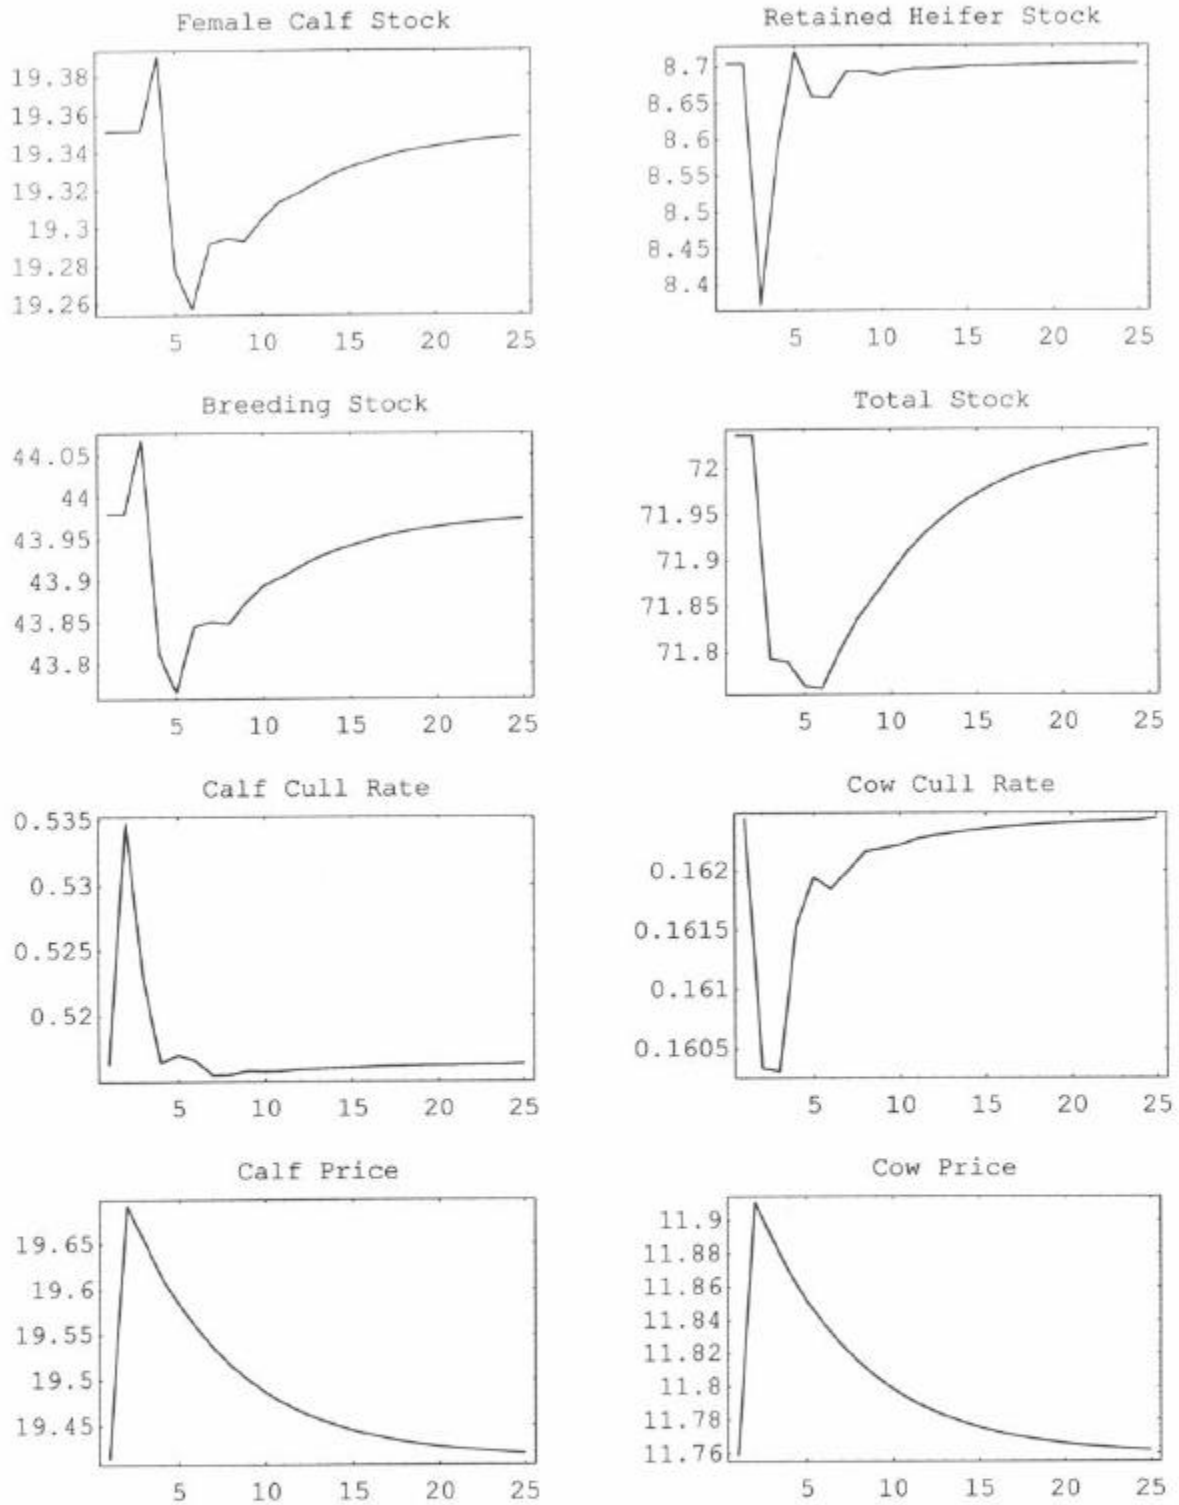 Female Calf Stock
19.38
19.36
19.34
19.32
19.3
19.28
19.26
5 10 15 20 25
Retained Heifer Stock
8.7
8.65
8.6
8.55
8.5
8.45
8.4
5 10 15 20 25
Breeding Stock
44.05
44
43.95
43.9
43.85
43.8
5 10 15 20 25
Total Stock
72
71.95
71.9
71.85
71.8
5 10 15 20 25
Calf Cull Rate
0.535
0.53
0.525
0.52
5 10 15 20 25
Cow Cull Rate
0.162
0.1615
0.161
0.1605
5 10 15 20 25
Calf Price
19.65
19.6
19.55
19.5
19.45
5 10 15 20 25
Cow Price
11.9
11.88
11.86
11.84
11.82
11.8
11.78
11.76
5 10 15 20 25